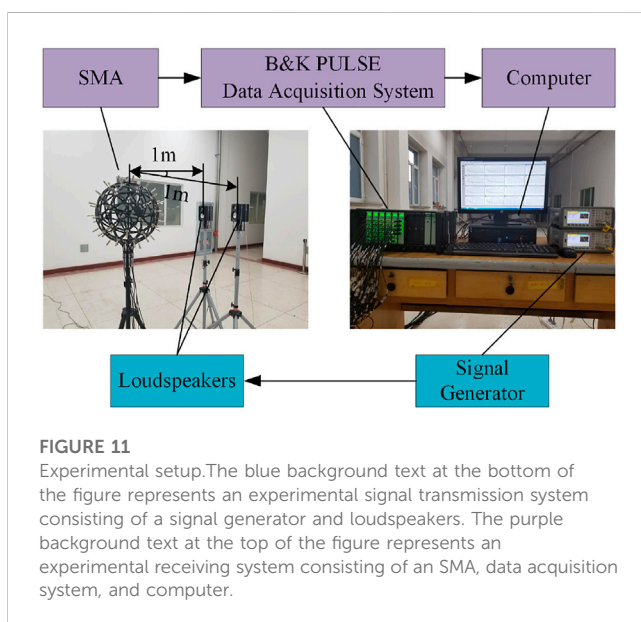 SMA
B&K PULSE
Data Acquisition System
Computer
1m
1m
Loudspeakers
Signal
Generator
FIGURE 11
Experimental setup.The blue background text at the bottom of
the figure represents an experimental signal transmission system
consisting of a signal generator and loudspeakers. The purple
background text at the top of the figure represents an
experimental receiving system consisting of an SMA, data acquisition
system, and computer.